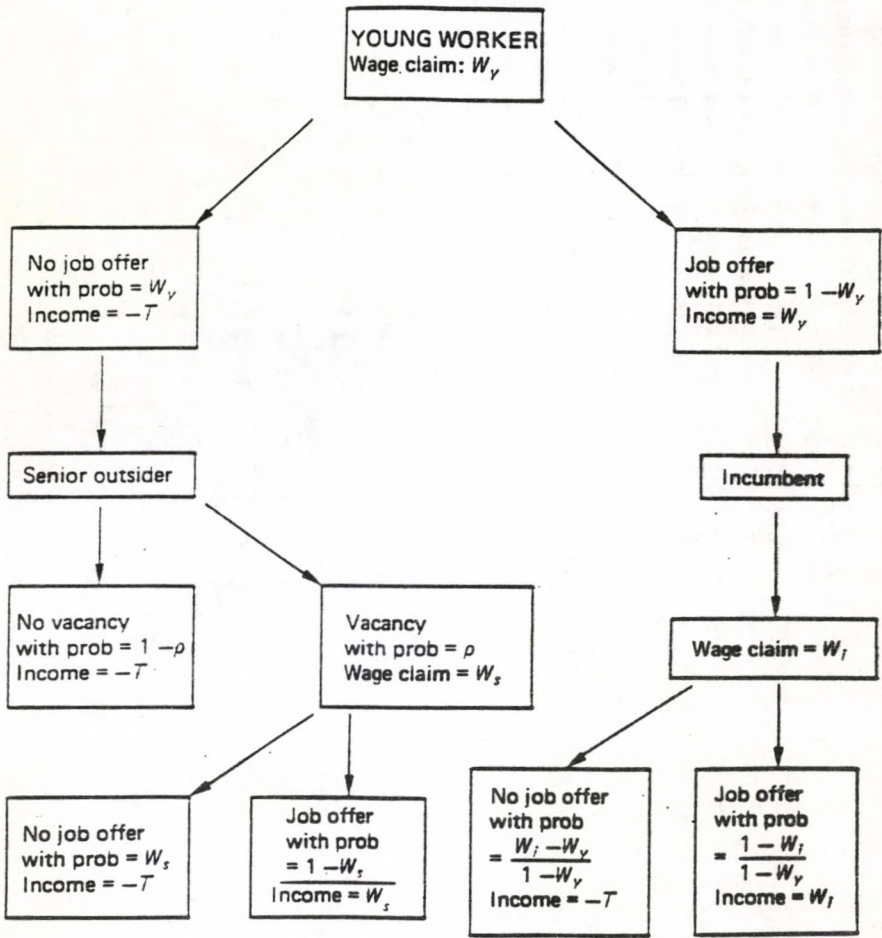 YOUNG WORKER
Wage claim: W_y
No job offer
with prob = W_y
Income = −T
Job offer
with prob = 1 − W_y
Income = W_y
Senior outsider
Incumbent
No vacancy
with prob = 1 − ρ
Income = −T
Vacancy
with prob = ρ
Wage claim = W_s
Wage claim = W_i
No job offer
with prob = W_s
Income = −T
Job offer
with prob
= 1 − W_s
Income = W_s
No job offer
with prob
= (W_i − W_y) / (1 − W_y)
Income = −T
Job offer
with prob
= (1 − W_i) / (1 − W_y)
Income = W_i